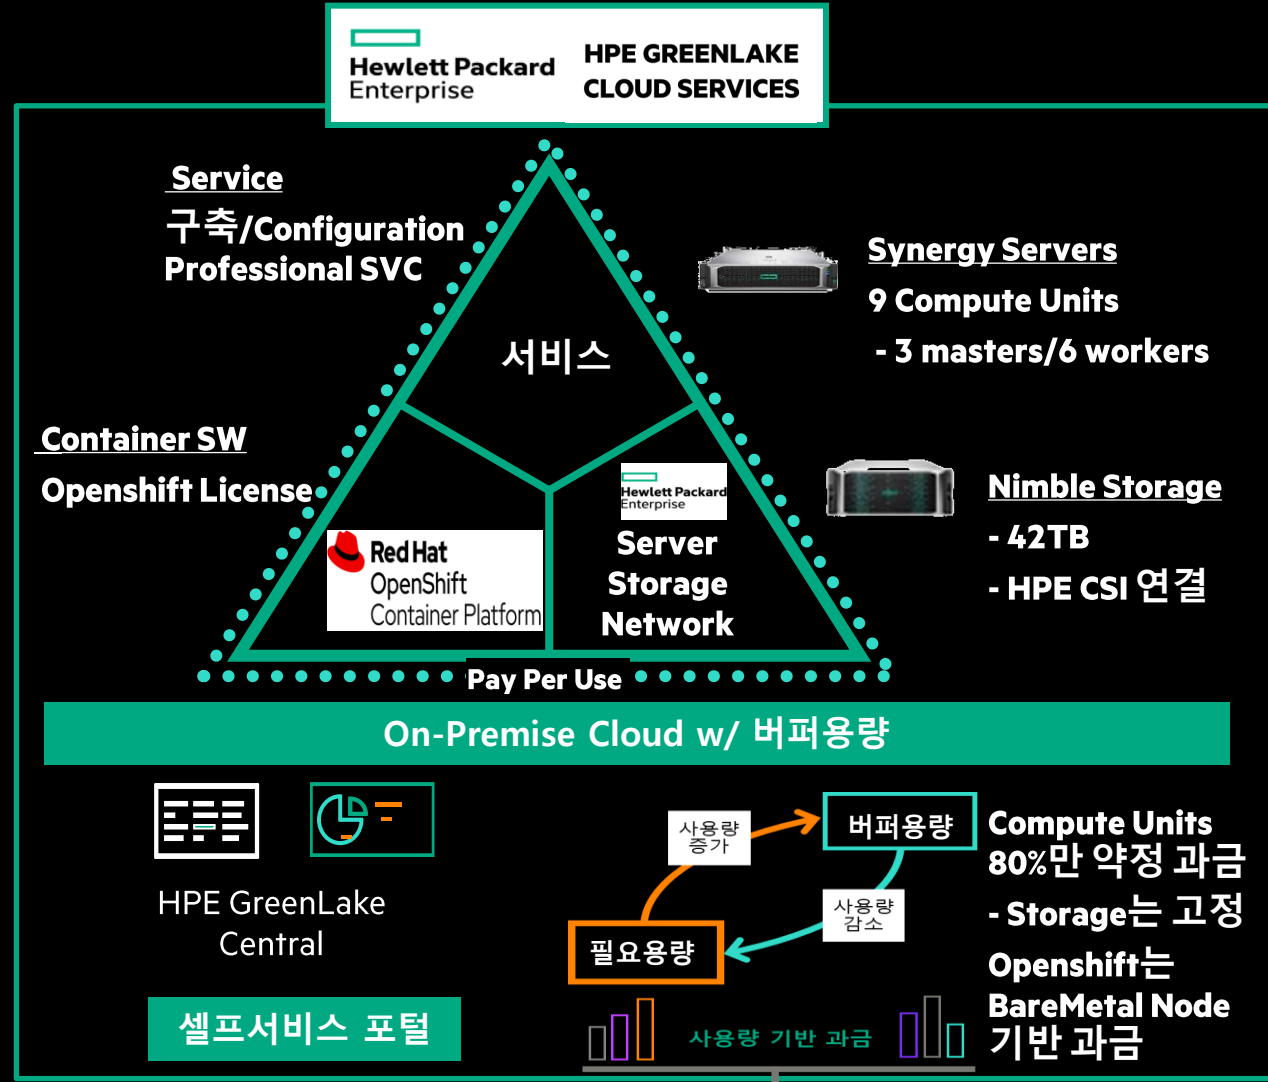 Hewlett Packard
Enterprise
HPE GREENLAKE
CLOUD SERVICES
Service
구축/Configuration
Professional SVC
Synergy Servers
9 Compute Units
- 3 masters/6 workers
서비스
Container SW
Openshift License
Nimble Storage
- 42TB
- HPE CSI 연결
Red Hat
OpenShift
Container Platform
Hewlett Packard
Enterprise
Server
Storage
Network
Pay Per Use
On-Premise Cloud w/ 버퍼용량
HPE GreenLake
Central
셀프서비스 포털
사용량
증가
버퍼용량
사용량
감소
필요용량
사용량 기반 과금
Compute Units
80%만 약정 과금
- Storage는 고정
Openshift는
BareMetal Node
기반 과금